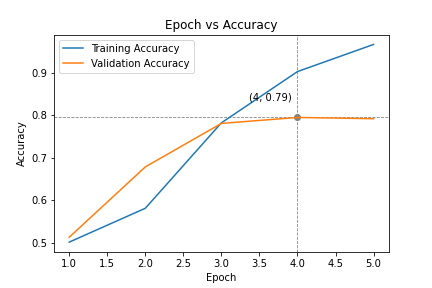 Epoch vs Accuracy
Training Accuracy
Validation Accuracy
(4, 0.79)
Accuracy
0.9
0.8
0.7
0.6
0.5
1.0 1.5 2.0 2.5 3.0 3.5 4.0 4.5 5.0
Epoch